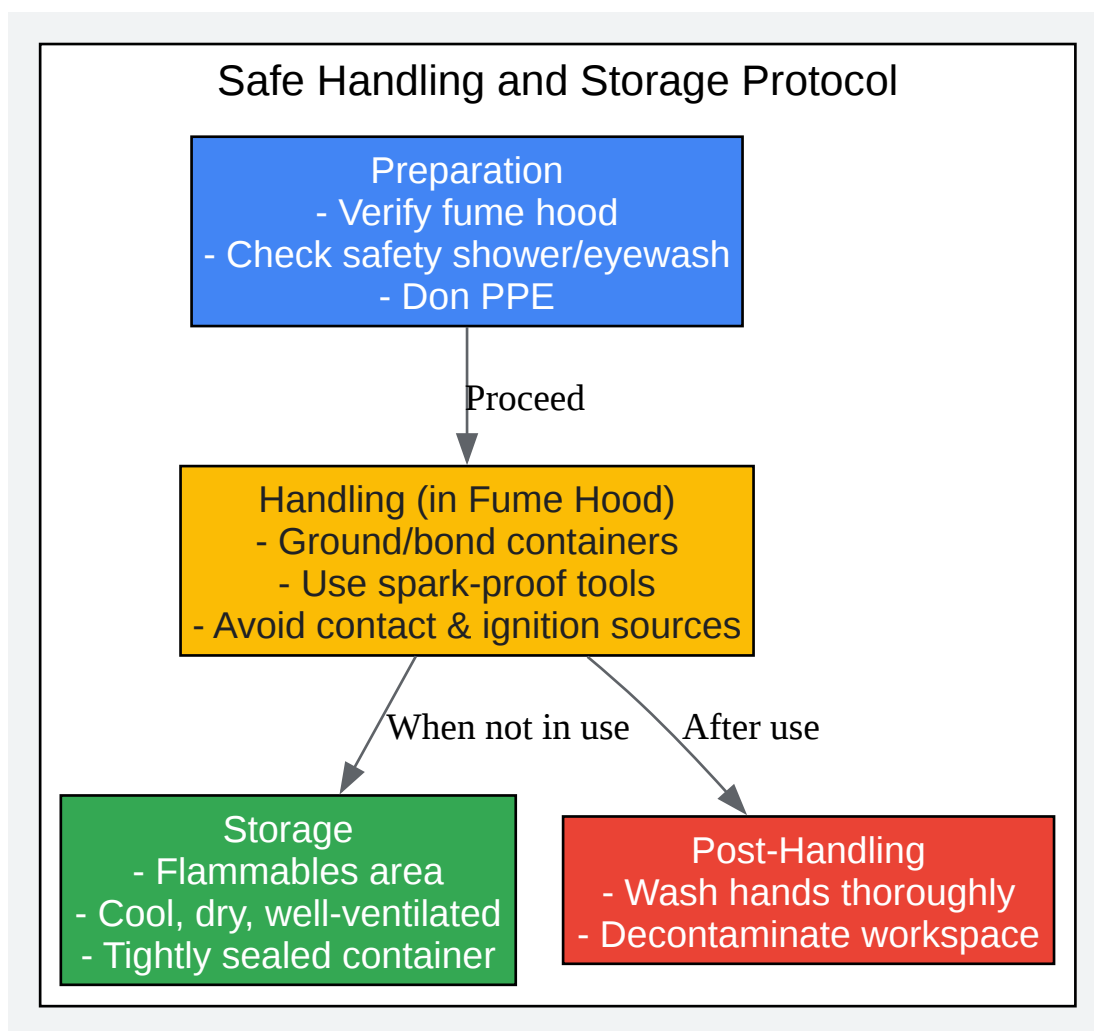 Safe Handling and Storage Protocol
Preparation
- Verify fume hood
- Check safety shower/eyewash
- Don PPE
Proceed
Handling (in Fume Hood)
- Ground/bond containers
- Use spark-proof tools
- Avoid contact & ignition sources
When not in use
After use
Storage
- Flammables area
- Cool, dry, well-ventilated
- Tightly sealed container
Post-Handling
- Wash hands thoroughly
- Decontaminate workspace